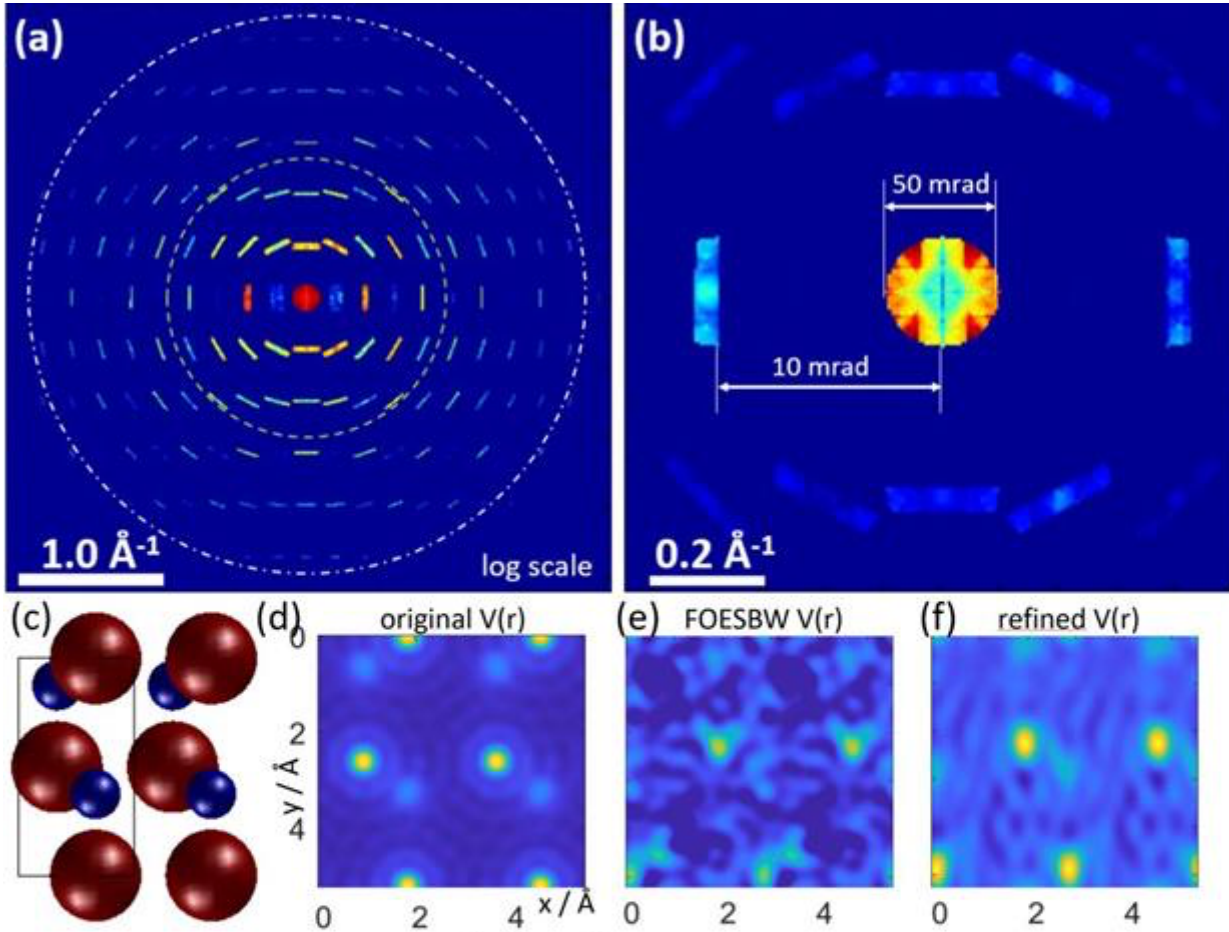 (a)
(b)
50 mrad
10 mrad
1.0 Å-1
log scale
0.2 Å-1
(c)
(d)
original V(r)
(e)
FOESBW V(r)
(f)
refined V(r)
0
2
4
y / Å
0
2
4
x / Å
0
2
4
0
2
4